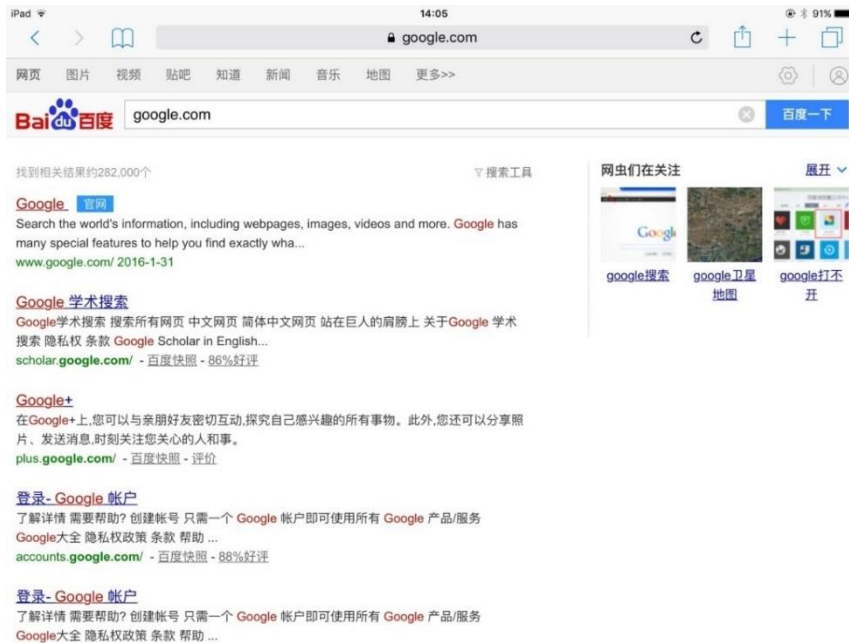 iPad
14:05
91%
google.com
网页 图片 视频 贴吧 知道 新闻 音乐 地图 更多>>
Bai du 百度
google.com
百度一下
找到相关结果约282,000个
搜索工具
Google 官网
Search the world's information, including webpages, images, videos and more. Google has
many special features to help you find exactly wha...
www.google.com/ 2016-1-31
Google 学术搜索
Google学术搜索 搜索所有网页 中文网页 简体中文网页 站在巨人的肩膀上 关于Google 学术
搜索 隐私权 条款 Google Scholar in English...
scholar.google.com/ - 百度快照 - 86%好评
Google+
在Google+上,您可以与亲朋好友密切互动,探究自己感兴趣的所有事物。此外,您还可以分享照
片、发送消息,时刻关注您关心的人和事。
plus.google.com/ - 百度快照 - 评价
登录- Google 帐户
了解详情 需要帮助? 创建帐号 只需一个 Google 帐户即可使用所有 Google 产品/服务
Google大全 隐私权政策 条款 帮助 ...
accounts.google.com/ - 百度快照 - 88%好评
登录- Google 帐户
了解详情 需要帮助? 创建帐号 只需一个 Google 帐户即可使用所有 Google 产品/服务
Google大全 隐私权政策 条款 帮助 ...
网虫们在关注
展开
google搜索
google卫星
地图
google打不
开